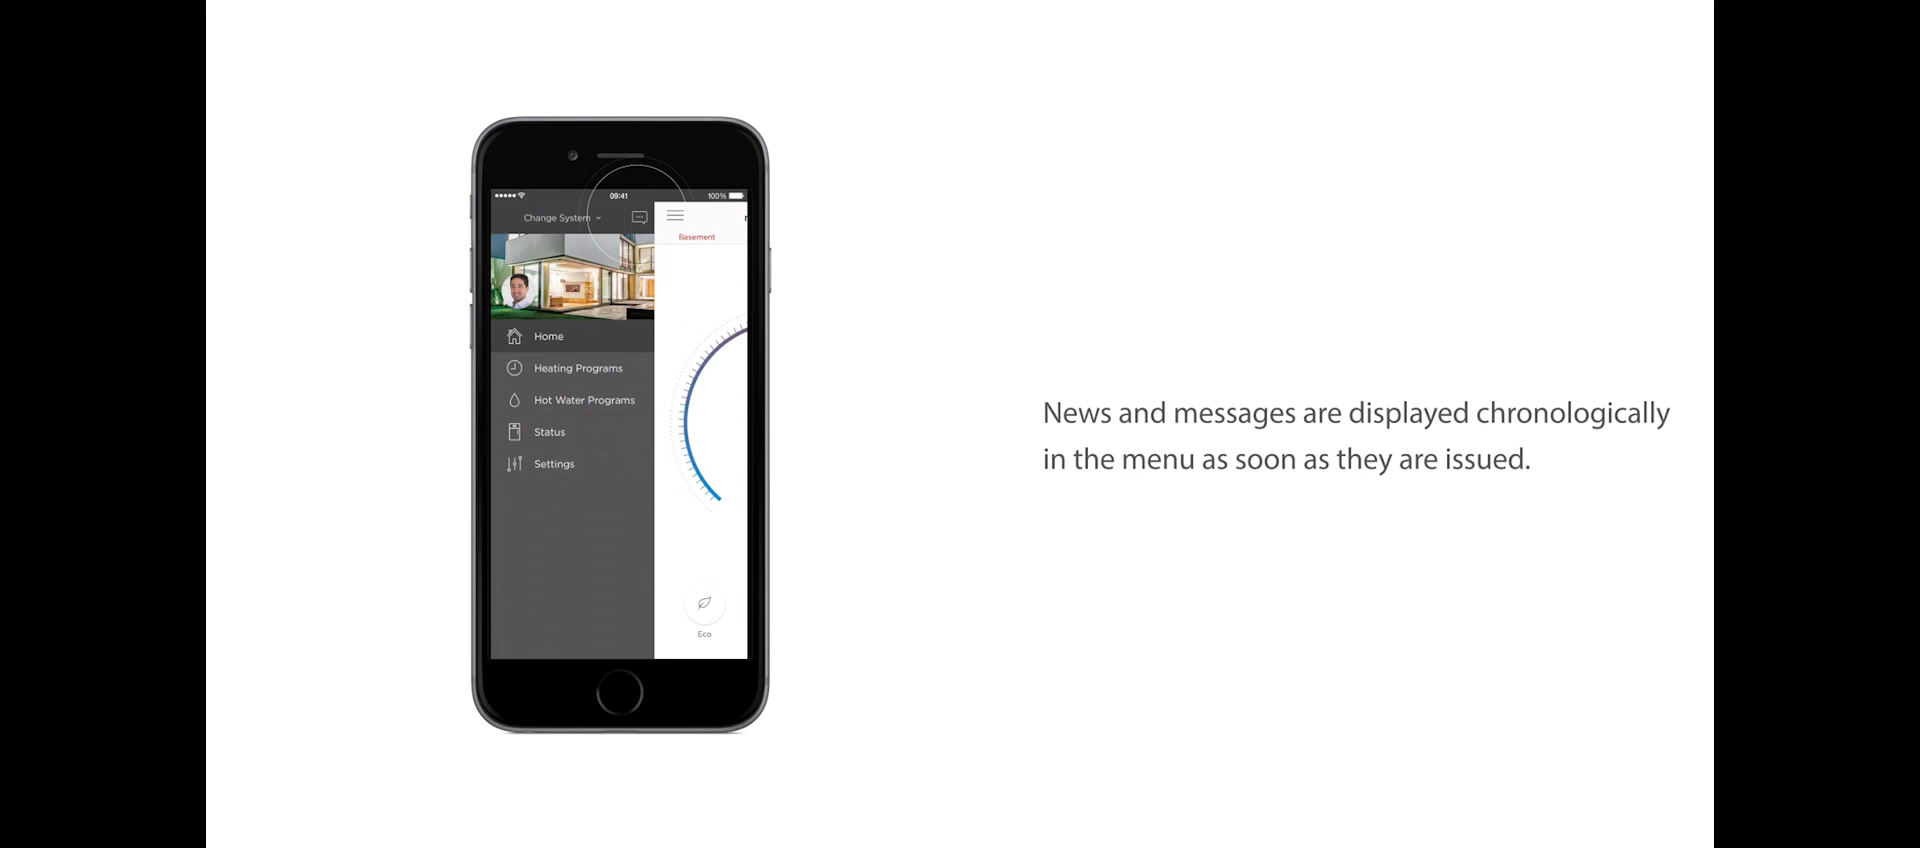 09:41
100%
Change System
Basement
Home
Heating Programs
Hot Water Programs
Status
Settings
Eco
News and messages are displayed chronologically
in the menu as soon as they are issued.